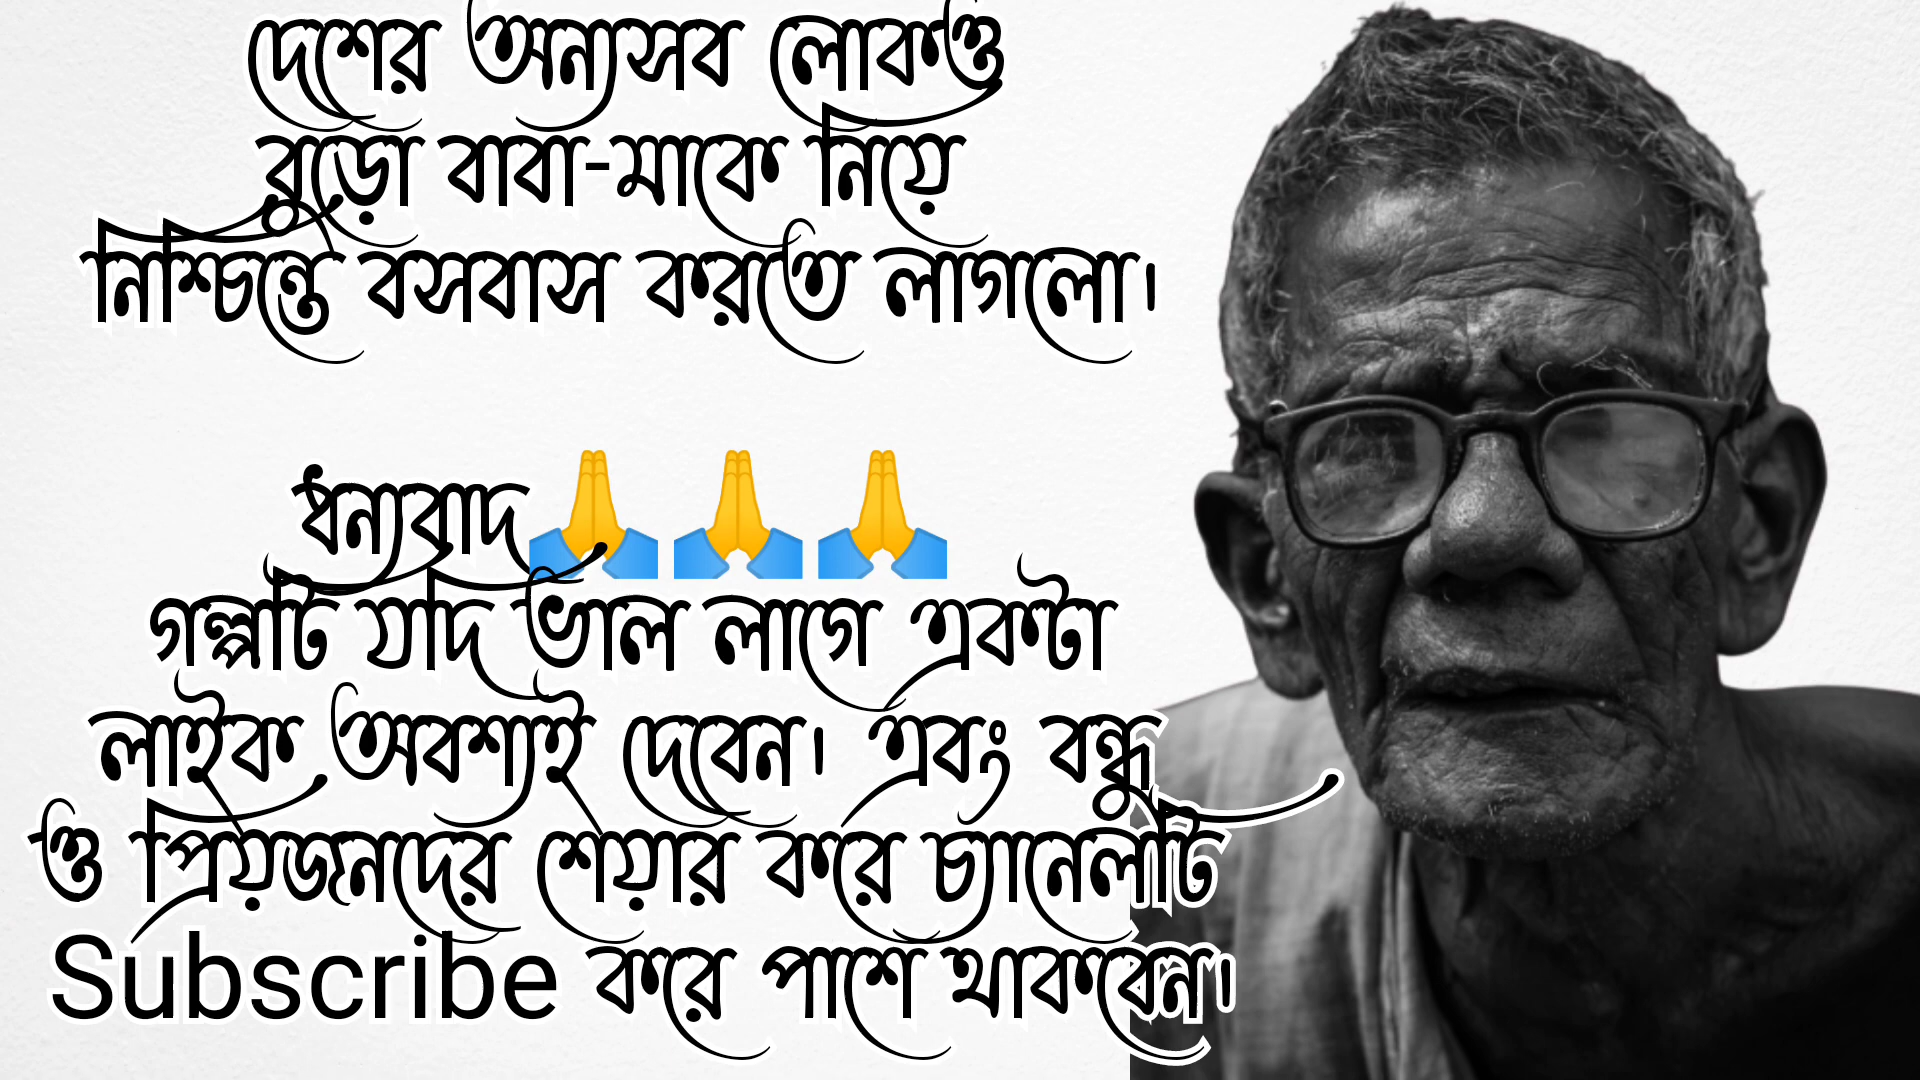 দেশের অন্যসব লোকও
বুড়ো বাবা-মাকে নিয়ে
নিশ্চিন্তে বসবাস করতে লাগলো।
ধন্যবাদ🙏🙏🙏
গল্পটি যদি ভাল লাগে একটা
লাইক অবশ্যই দেবেন। এবং বন্ধু
ও প্রিয়জনদের শেয়ার করে চ্যানেলটি
Subscribe করে পাশে থাকবেন।